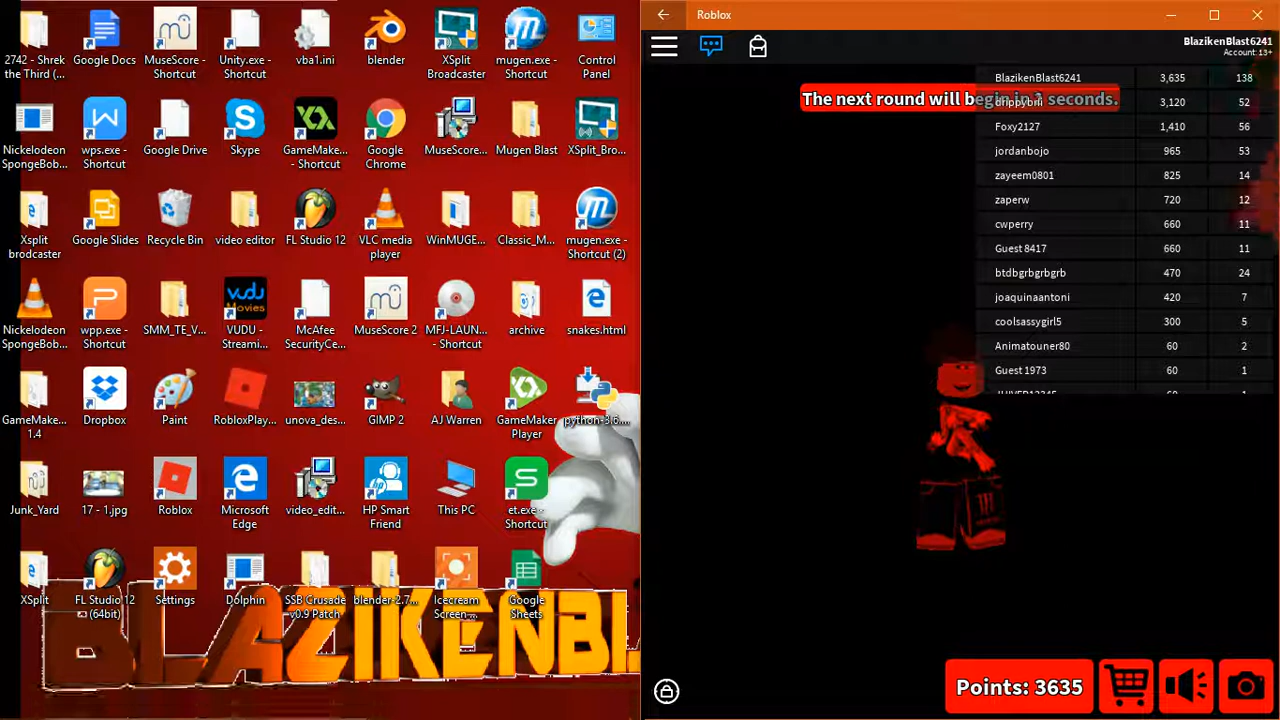 2742 - Shrek the Third (...
Google Docs
MuseScore - Shortcut
Unity.exe - Shortcut
vba1.ini
blender
XSplit Broadcaster
mugen.exe - Shortcut
Control Panel
Nickelodeon SpongeBob...
wps.exe - Shortcut
Google Drive
Skype
GameMake... - Shortcut
Google Chrome
MuseScore...
Mugen Blast
XSplit_Bro...
Xsplit brodcaster
Google Slides
Recycle Bin
video editor
FL Studio 12
VLC media player
WinMUGE...
Classic_M...
mugen.exe - Shortcut (2)
Nickelodeon SpongeBob...
wpp.exe - Shortcut
SMM_TE_V...
VUDU Movies
VUDU - Streami...
McAfee SecurityCe...
MuseScore 2
MFJ-LAUN... - Shortcut
archive
snakes.html
GameMake... 1.4
Dropbox
Paint
RobloxPlay...
unova_des...
GIMP 2
AJ Warren
GameMaker Player
python-3.6....
Junk_Yard
17 - 1.jpg
Roblox
Microsoft Edge
video_edit...
HP Smart Friend
This PC
et.exe - Shortcut
XSplit
FL Studio 12 (64bit)
Settings
Dolphin
SSB Crusade v0.9 Patch
blender-2.7...
Icecream Screen ...
Google Sheets
BLAZIKENBL
Roblox
BlazikenBlast6241
Account: 13+
The next round will begin in 3 seconds.
BlazikenBlast6241 3,635 138
drippybril 3,120 52
Foxy2127 1,410 56
jordanbojo 965 53
zayeem0801 825 14
zaperw 720 12
cwperry 660 11
Guest 8417 660 11
btdbgrbgrbgrb 470 24
joaquinaantoni 420 7
coolsassygirl5 300 5
Animatouner80 60 2
Guest 1973 60 1
Points: 3635